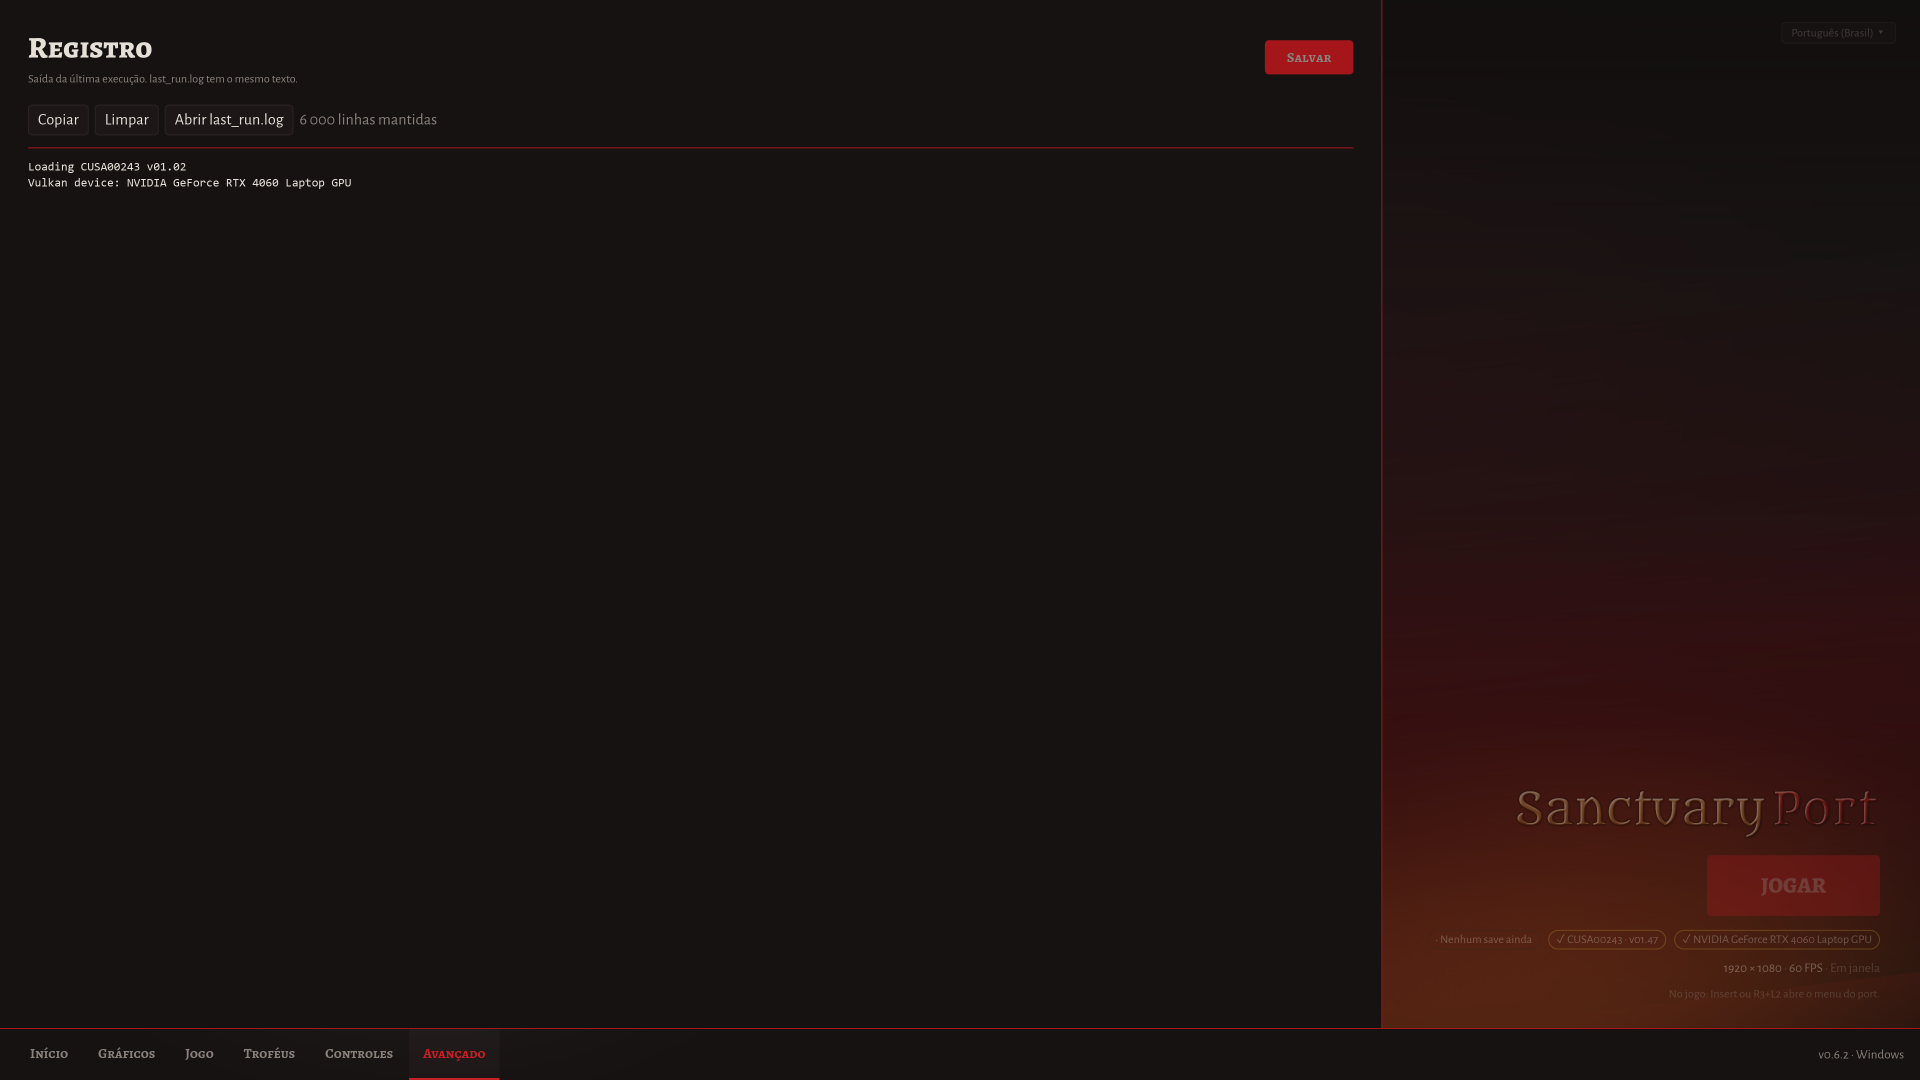 Registro
Saída da última execução. last_run.log tem o mesmo texto.
Salvar
Português (Brasil) ▾
Copiar
Limpar
Abrir last_run.log
6 000 linhas mantidas
Loading CUSA00243 v01.02
Vulkan device: NVIDIA GeForce RTX 4060 Laptop GPU
Sanctuary Port
JOGAR
· Nenhum save ainda
✓ CUSA00243 · v01.47
✓ NVIDIA GeForce RTX 4060 Laptop GPU
1920 × 1080 · 60 FPS · Em janela
No jogo: Insert ou R3+L2 abre o menu do port.
Início
Gráficos
Jogo
Troféus
Controles
Avançado
v0.6.2 · Windows